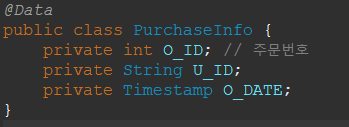 @Data
public class PurchaseInfo {
    private int O_ID; // 주문번호
    private String U_ID;
    private Timestamp O_DATE;
}